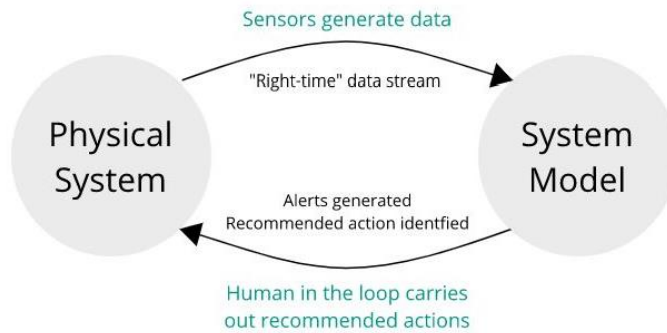 Sensors generate data
"Right-time" data stream
Physical
System
System
Model
Alerts generated
Recommended action identfied
Human in the loop carries
out recommended actions